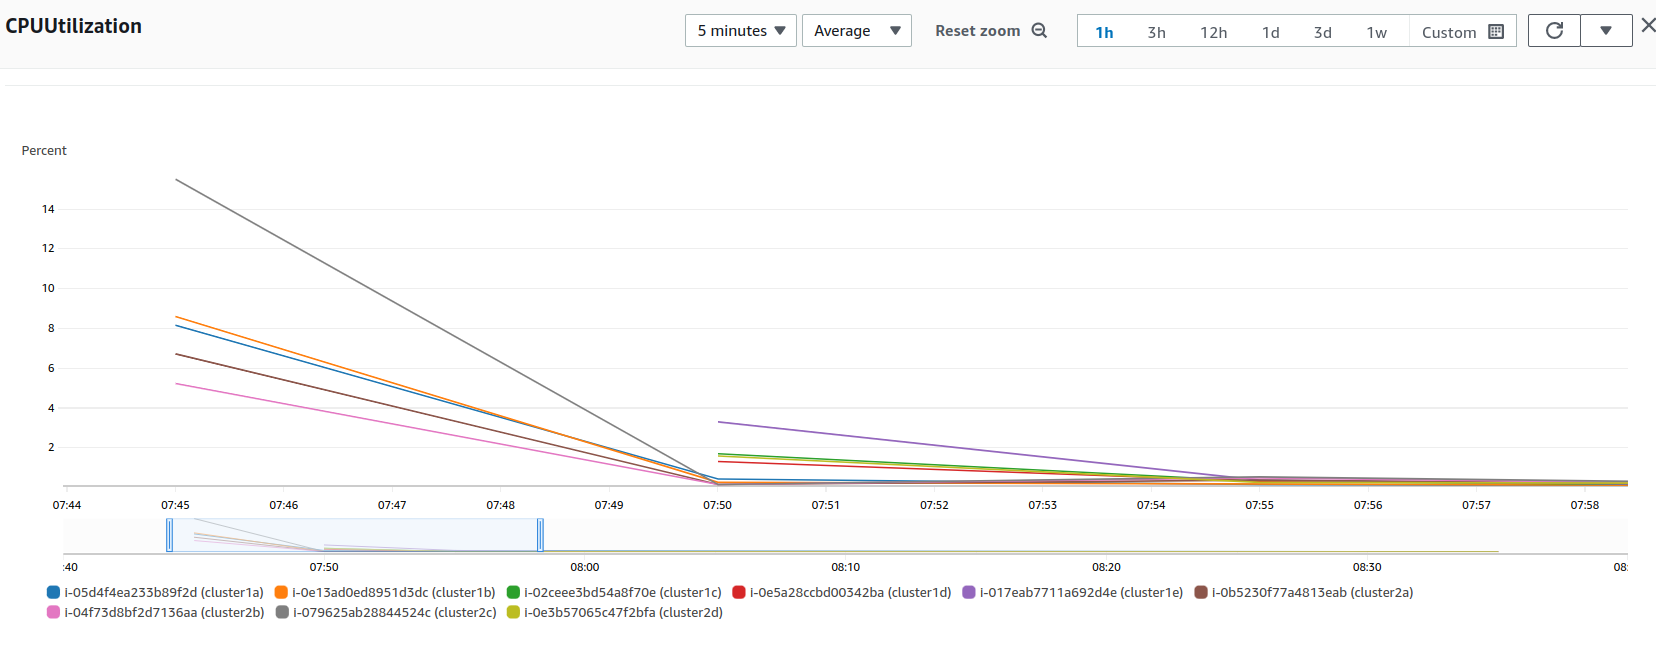 CPUUtilization
5 minutes Average Reset zoom 1h 3h 12h 1d 3d 1w Custom
Percent
14
12
10
8
6
4
2
07:44 07:45 07:46 07:47 07:48 07:49 07:50 07:51 07:52 07:53 07:54 07:55 07:56 07:57 07:58
:40 07:50 08:00 08:10 08:20 08:30 08:
i-05d4f4ea233b89f2d (cluster1a) i-0e13ad0ed8951d3dc (cluster1b) i-02ceee3bd54a8f70e (cluster1c) i-0e5a28ccbd00342ba (cluster1d) i-017eab7711a692d4e (cluster1e) i-0b5230f77a4813eab (cluster2a)
i-04f73d8bf2d7136aa (cluster2b) i-079625ab28844524c (cluster2c) i-0e3b57065c47f2bfa (cluster2d)